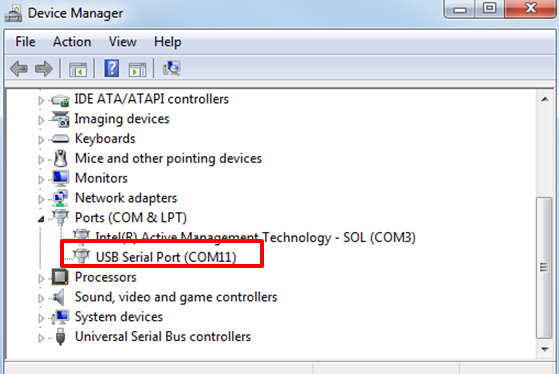 Device Manager
File Action View Help
IDE ATA/ATAPI controllers
Imaging devices
Keyboards
Mice and other pointing devices
Monitors
Network adapters
Ports (COM & LPT)
Intel(R) Active Management Technology - SOL (COM3)
USB Serial Port (COM11)
Processors
Sound, video and game controllers
System devices
Universal Serial Bus controllers